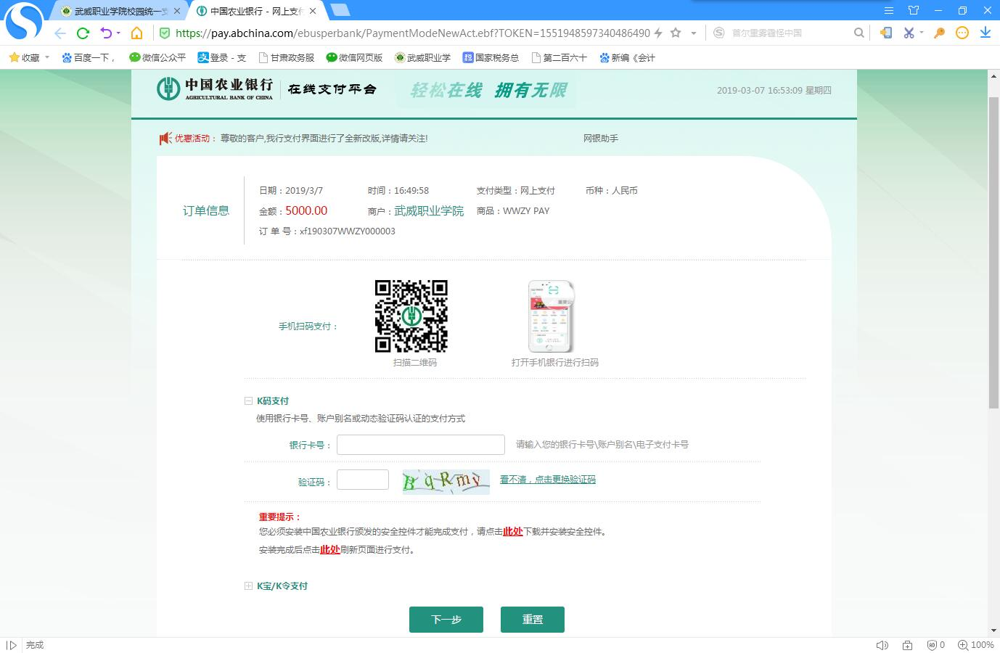 武威职业学院校园统一支
中国农业银行 - 网上支付
https://pay.abchina.com/ebusperbank/PaymentModeNewAct.ebf?TOKEN=1551948597340486490
首尔重雾霾怪中国
收藏 百度一下， 微信公众平 登录 - 支 甘肃政务服 微信网页版 武威职业学 国家税务总 第二百六十 新编《会计
中国农业银行
AGRICULTURAL BANK OF CHINA
在线支付平台
轻松在线 拥有无限
2019-03-07 16:53:09 星期四
优惠活动： 尊敬的客户,我行支付界面进行了全新改版,详情请关注!
网银助手
订单信息
日期：2019/3/7 时间：16:49:58 支付类型：网上支付 币种：人民币
金额：5000.00 商户：武威职业学院 商品：WWZY PAY
订 单 号：xf190307WWZY000003
手机扫码支付：
扫描二维码 打开手机银行进行扫码
K码支付
使用银行卡号、账户别名或动态验证码认证的支付方式
银行卡号： 请输入您的银行卡号\账户别名\电子支付卡号
验证码： BqRmy 看不清，点击更换验证码
重要提示：
您必须安装中国农业银行颁发的安全控件才能完成支付，请点击此处下载并安装安全控件。
安装完成后点击此处刷新页面进行支付。
K宝/K令支付
下一步 重置
完成 0 100%